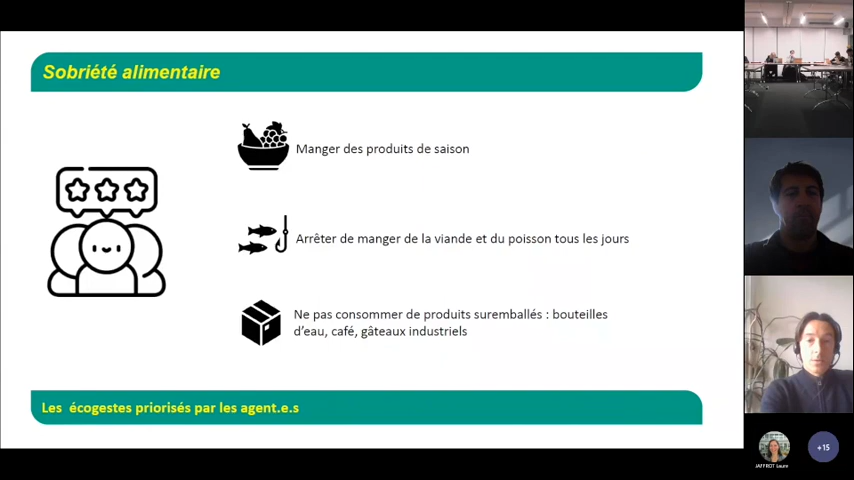 Sobriété alimentaire
Manger des produits de saison
Arrêter de manger de la viande et du poisson tous les jours
Ne pas consommer de produits suremballés : bouteilles
d'eau, café, gâteaux industriels
Les écogestes priorisés par les agent.e.s
+15
JAFFROT Laure